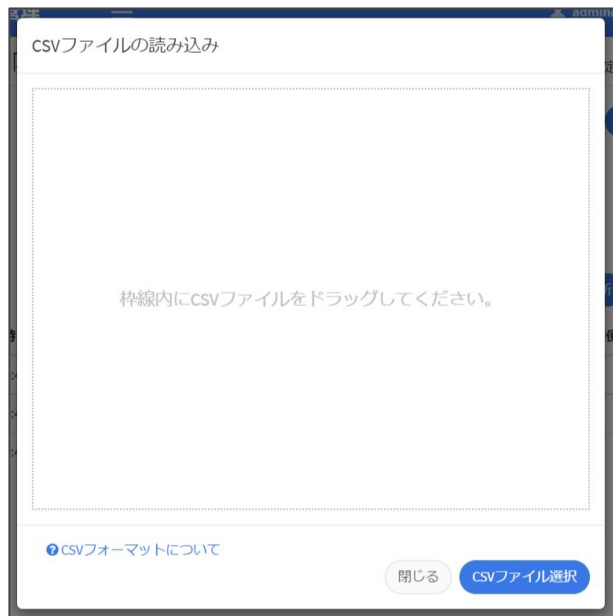 admin
CSVファイルの読み込み
枠線内にCSVファイルをドラッグしてください。
CSVフォーマットについて
閉じる
CSVファイル選択